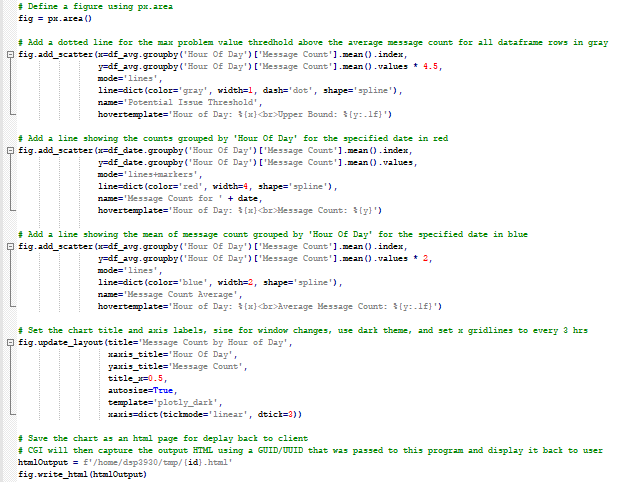 # Define a figure using px.area
fig = px.area()
# Add a dotted line for the max problem value thredhold above the average message count for all dataframe rows in gray
fig.add_scatter(x=df_avg.groupby('Hour Of Day')['Message Count'].mean().index,
y=df_avg.groupby('Hour Of Day')['Message Count'].mean().values * 4.5,
mode='lines',
line=dict(color='gray', width=1, dash='dot', shape='spline'),
name='Potential Issue Threshold',
hovertemplate='Hour of Day: %{x}<br>Upper Bound: %{y:.1f}')
# Add a line showing the counts grouped by 'Hour Of Day' for the specified date in red
fig.add_scatter(x=df_date.groupby('Hour Of Day')['Message Count'].mean().index,
y=df_date.groupby('Hour Of Day')['Message Count'].mean().values,
mode='lines+markers',
line=dict(color='red', width=4, shape='spline'),
name='Message Count for ' + date,
hovertemplate='Hour of Day: %{x}<br>Message Count: %{y}')
# Add a line showing the mean of message count grouped by 'Hour Of Day' for the specified date in blue
fig.add_scatter(x=df_avg.groupby('Hour Of Day')['Message Count'].mean().index,
y=df_avg.groupby('Hour Of Day')['Message Count'].mean().values * 2,
mode='lines',
line=dict(color='blue', width=2, shape='spline'),
name='Message Count Average',
hovertemplate='Hour of Day: %{x}<br>Average Message Count: %{y:.1f}')
# Set the chart title and axis labels, size for window changes, use dark theme, and set x gridlines to every 3 hrs
fig.update_layout(title='Message Count by Hour of Day',
xaxis_title='Hour Of Day',
yaxis_title='Message Count',
title_x=0.5,
autosize=True,
template='plotly_dark',
xaxis=dict(tickmode='linear', dtick=3))
# Save the chart as an html page for deplay back to client
# CGI will then capture the output HTML using a GUID/UUID that was passed to this program and display it back to user
htmlOutput = f'/home/dsp3930/tmp/{id}.html'
fig.write_html(htmlOutput)